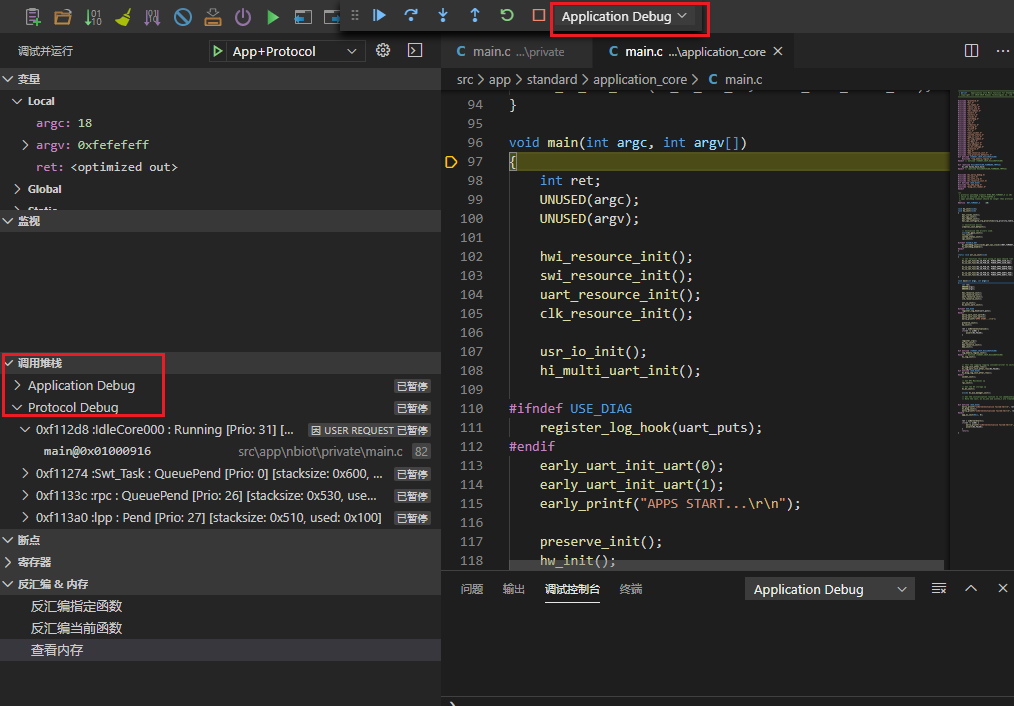 Application Debug
调试并运行
App+Protocol
main.c ...\private
main.c ...\application_core
src > app > standard > application_core > C main.c
变量
Local
argc: 18
argv: 0xfefefeff
ret: <optimized out>
Global
监视
调用堆栈
Application Debug 已暂停
Protocol Debug 已暂停
0xf112d8 :IdleCore000 : Running [Prio: 31] [... USER REQUEST 已暂停
main@0x01000916 src\app\nbiot\private\main.c 82
0xf11274 :Swt_Task : QueuePend [Prio: 0] [stacksize: 0x600, ... 已暂停
0xf1133c :rpc : QueuePend [Prio: 26] [stacksize: 0x530, use... 已暂停
0xf113a0 :lpp : Pend [Prio: 27] [stacksize: 0x510, used: 0x100] 已暂停
断点
寄存器
反汇编 & 内存
反汇编指定函数
反汇编当前函数
查看内存
94 }
95
96 void main(int argc, int argv[])
97 {
98 int ret;
99 UNUSED(argc);
100 UNUSED(argv);
101
102 hwi_resource_init();
103 swi_resource_init();
104 uart_resource_init();
105 clk_resource_init();
106
107 usr_io_init();
108 hi_multi_uart_init();
109
110 #ifndef USE_DIAG
111 register_log_hook(uart_puts);
112 #endif
113 early_uart_init_uart(0);
114 early_uart_init_uart(1);
115 early_printf("APPS START...\r\n");
116
117 preserve_init();
118 hw_init();
问题 输出 调试控制台 终端 Application Debug